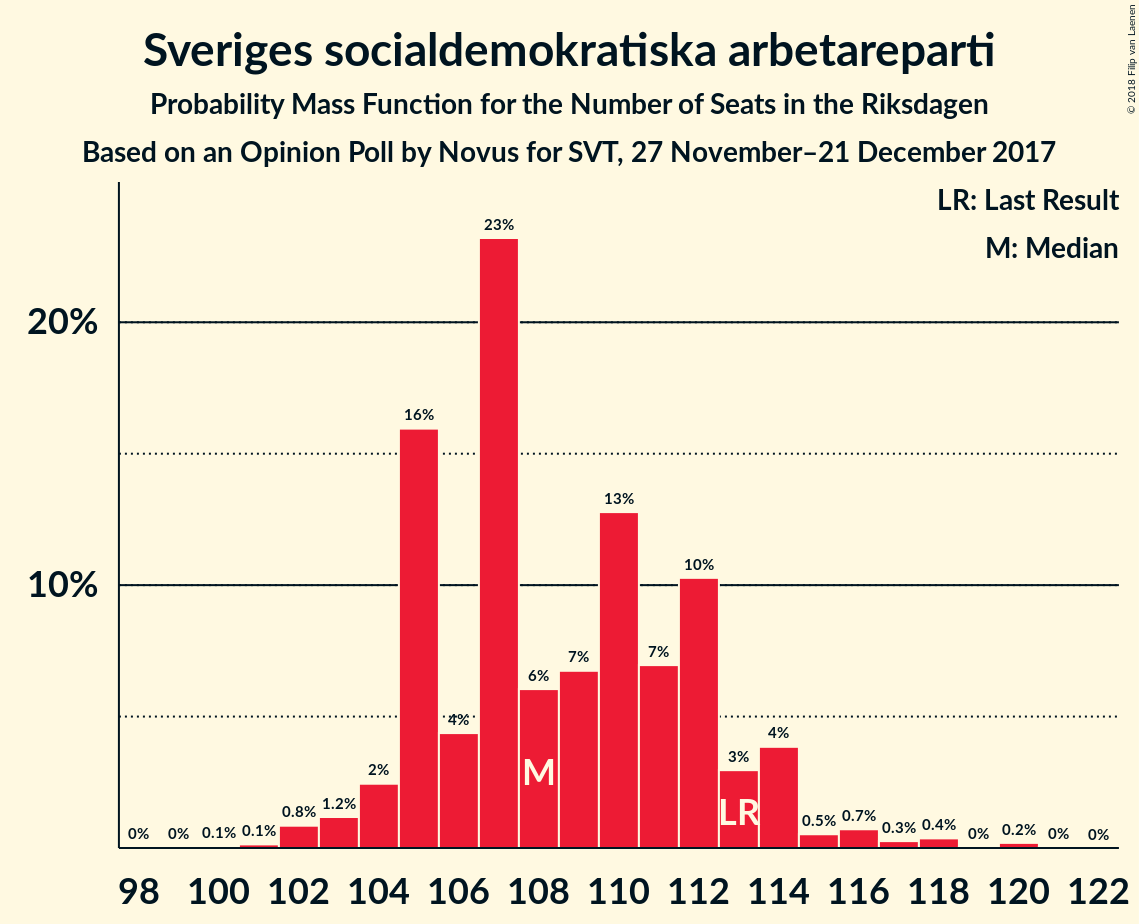 Sveriges socialdemokratiska arbetareparti
Probability Mass Function for the Number of Seats in the Riksdagen
Based on an Opinion Poll by Novus for SVT, 27 November–21 December 2017
© 2018 Filip van Laenen
LR: Last Result
M: Median
20%
10%
0% 0% 0.1% 0.1% 0.8% 1.2% 2% 16% 4% 23% 6% 7% 13% 7% 10% 3% 4% 0.5% 0.7% 0.3% 0.4% 0% 0.2% 0% 0%
M
LR
98 100 102 104 106 108 110 112 114 116 118 120 122